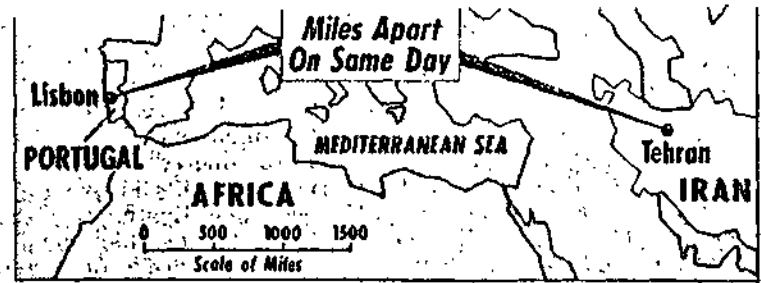 Miles Apart
On Same Day
Lisbon
PORTUGAL
MEDITERRANEAN SEA
Tehran
IRAN
AFRICA
0 500 1000 1500
Scale of Miles